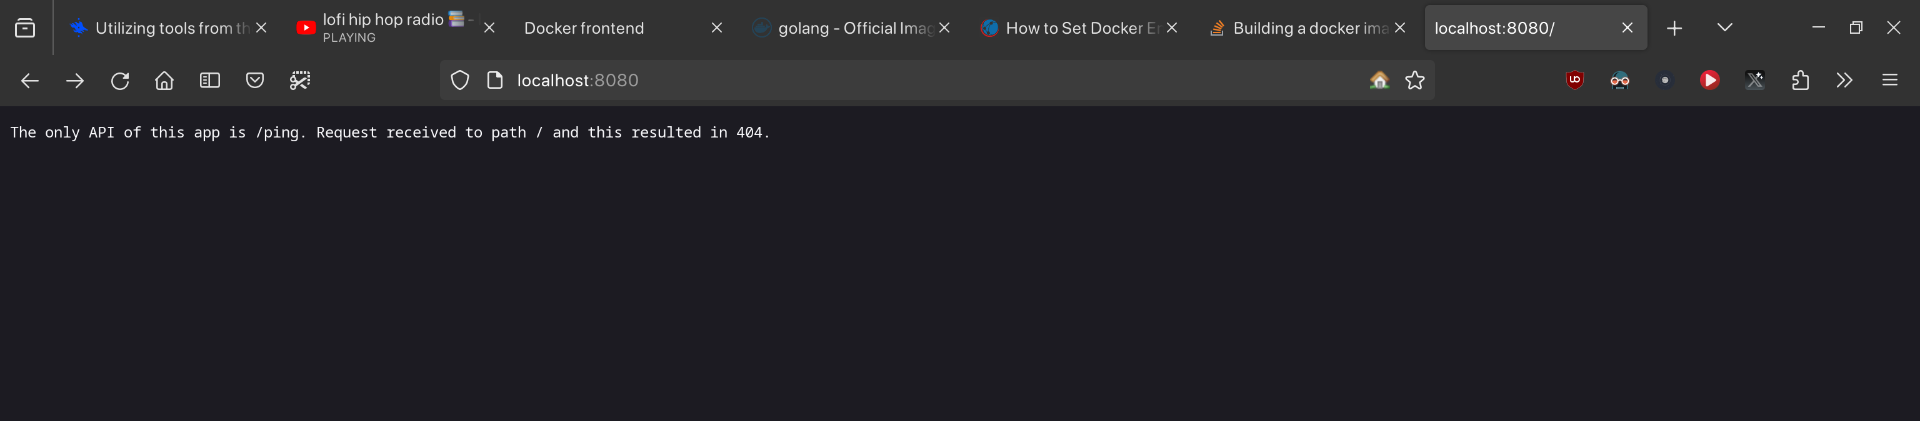 Utilizing tools from th
lofi hip hop radio
PLAYING
Docker frontend
golang - Official Imag
How to Set Docker Er
Building a docker ima
localhost:8080/
localhost:8080
The only API of this app is /ping. Request received to path / and this resulted in 404.